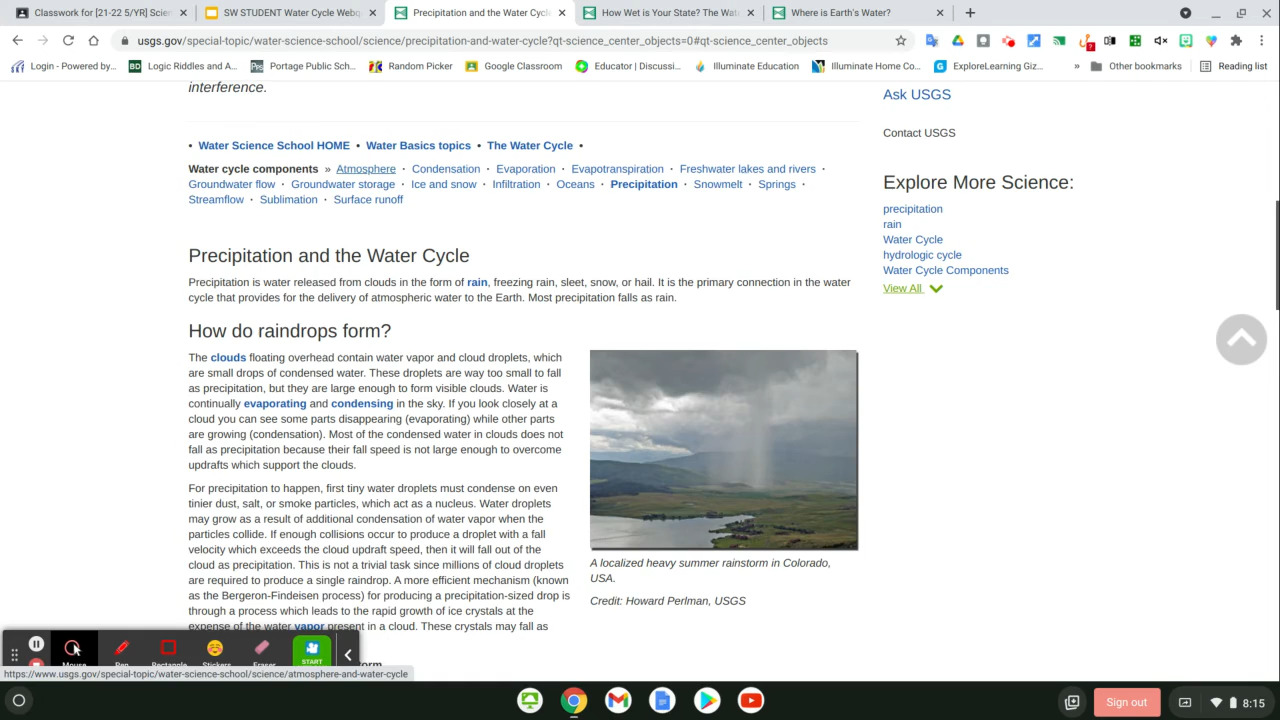 Classwork for [21-22 5/YR] Scien
SW STUDENT Water Cycle Webq
Precipitation and the Water Cycle
How Wet is Your State? The Wate
Where is Earth's Water?
usgs.gov/special-topic/water-science-school/science/precipitation-and-water-cycle?qt-science_center_objects=0#qt-science_center_objects
Login - Powered by...
BD Logic Riddles and A...
Portage Public Sch...
Random Picker
Google Classroom
Educator | Discussi...
Illuminate Education
Illuminate Home Co...
G ExploreLearning Giz...
» Other bookmarks
Reading list
interference.
• Water Science School HOME • Water Basics topics • The Water Cycle •
Water cycle components » Atmosphere · Condensation · Evaporation · Evapotranspiration · Freshwater lakes and rivers ·
Groundwater flow · Groundwater storage · Ice and snow · Infiltration · Oceans · Precipitation · Snowmelt · Springs ·
Streamflow · Sublimation · Surface runoff
Precipitation and the Water Cycle
Precipitation is water released from clouds in the form of rain, freezing rain, sleet, snow, or hail. It is the primary connection in the water
cycle that provides for the delivery of atmospheric water to the Earth. Most precipitation falls as rain.
How do raindrops form?
The clouds floating overhead contain water vapor and cloud droplets, which
are small drops of condensed water. These droplets are way too small to fall
as precipitation, but they are large enough to form visible clouds. Water is
continually evaporating and condensing in the sky. If you look closely at a
cloud you can see some parts disappearing (evaporating) while other parts
are growing (condensation). Most of the condensed water in clouds does not
fall as precipitation because their fall speed is not large enough to overcome
updrafts which support the clouds.
For precipitation to happen, first tiny water droplets must condense on even
tinier dust, salt, or smoke particles, which act as a nucleus. Water droplets
may grow as a result of additional condensation of water vapor when the
particles collide. If enough collisions occur to produce a droplet with a fall
velocity which exceeds the cloud updraft speed, then it will fall out of the
cloud as precipitation. This is not a trivial task since millions of cloud droplets
are required to produce a single raindrop. A more efficient mechanism (known
as the Bergeron-Findeisen process) for producing a precipitation-sized drop is
through a process which leads to the rapid growth of ice crystals at the
expense of the water vapor present in a cloud. These crystals may fall as
A localized heavy summer rainstorm in Colorado,
USA.
Credit: Howard Perlman, USGS
Ask USGS
Contact USGS
Explore More Science:
precipitation
rain
Water Cycle
hydrologic cycle
Water Cycle Components
View All
Mouse
Pen
Rectangle
Stickers
Eraser
START
https://www.usgs.gov/special-topic/water-science-school/science/atmosphere-and-water-cycle
Sign out
8:15